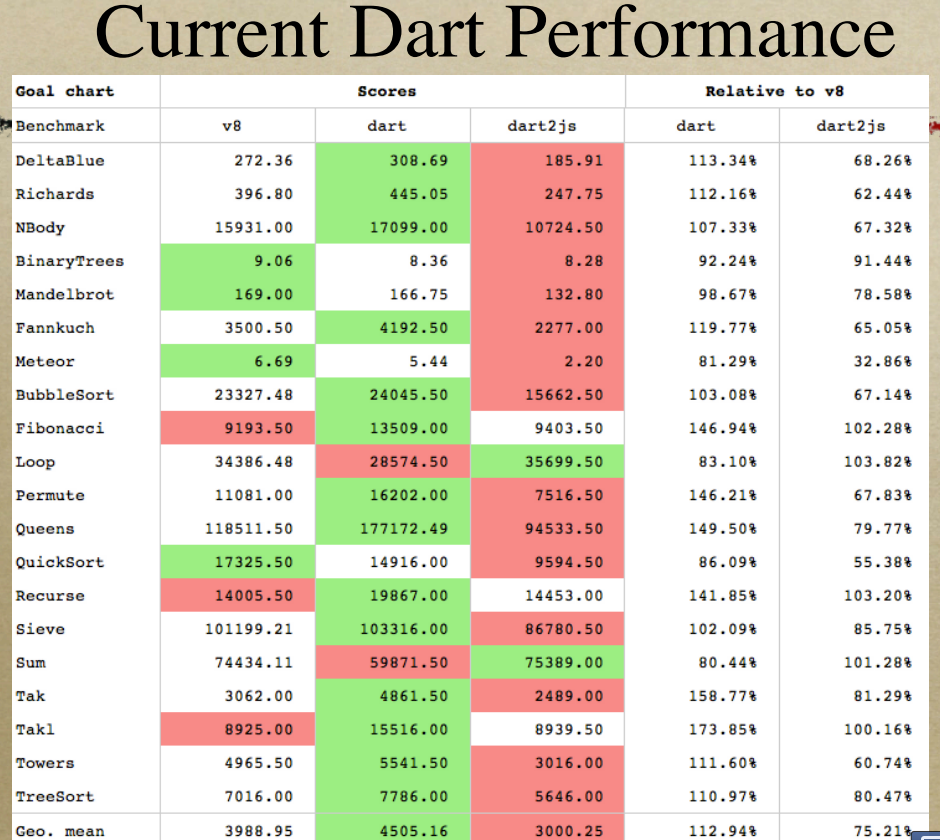 Current Dart Performance
Goal chart Scores Relative to v8
Benchmark v8 dart dart2js dart dart2js
DeltaBlue 272.36 308.69 185.91 113.34% 68.26%
Richards 396.80 445.05 247.75 112.16% 62.44%
NBody 15931.00 17099.00 10724.50 107.33% 67.32%
BinaryTrees 9.06 8.36 8.28 92.24% 91.44%
Mandelbrot 169.00 166.75 132.80 98.67% 78.58%
Fannkuch 3500.50 4192.50 2277.00 119.77% 65.05%
Meteor 6.69 5.44 2.20 81.29% 32.86%
BubbleSort 23327.48 24045.50 15662.50 103.08% 67.14%
Fibonacci 9193.50 13509.00 9403.50 146.94% 102.28%
Loop 34386.48 28574.50 35699.50 83.10% 103.82%
Permute 11081.00 16202.00 7516.50 146.21% 67.83%
Queens 118511.50 177172.49 94533.50 149.50% 79.77%
QuickSort 17325.50 14916.00 9594.50 86.09% 55.38%
Recurse 14005.50 19867.00 14453.00 141.85% 103.20%
Sieve 101199.21 103316.00 86780.50 102.09% 85.75%
Sum 74434.11 59871.50 75389.00 80.44% 101.28%
Tak 3062.00 4861.50 2489.00 158.77% 81.29%
Takl 8925.00 15516.00 8939.50 173.85% 100.16%
Towers 4965.50 5541.50 3016.00 111.60% 60.74%
TreeSort 7016.00 7786.00 5646.00 110.97% 80.47%
Geo. mean 3988.95 4505.16 3000.25 112.94% 75.21%